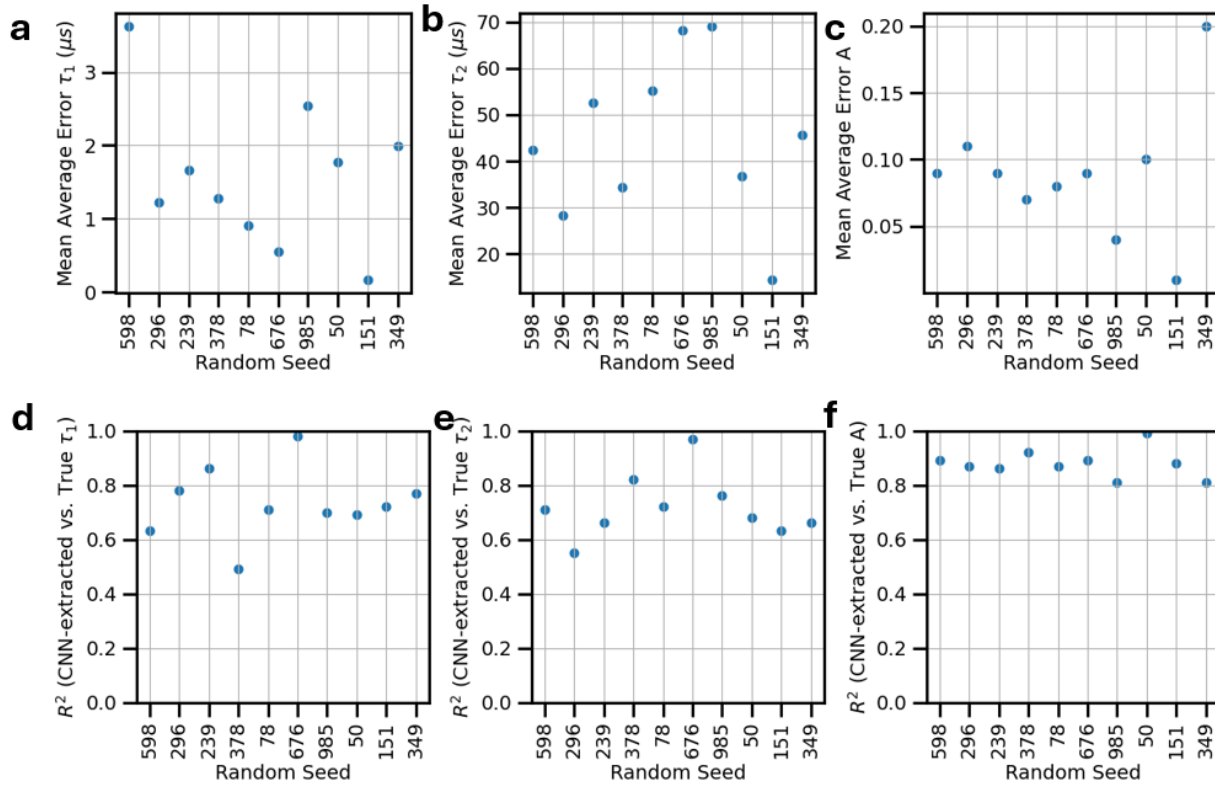 a
Mean Average Error τ₁ (μs)
3
2
1
0
598 296 239 378 78 676 985 50 151 349
Random Seed
b
Mean Average Error τ₂ (μs)
70
60
50
40
30
20
598 296 239 378 78 676 985 50 151 349
Random Seed
c
Mean Average Error A
0.20
0.15
0.10
0.05
598 296 239 378 78 676 985 50 151 349
Random Seed
d
R² (CNN-extracted vs. True τ₁)
1.0
0.8
0.6
0.4
0.2
0.0
598 296 239 378 78 676 985 50 151 349
Random Seed
e
R² (CNN-extracted vs. True τ₂)
1.0
0.8
0.6
0.4
0.2
0.0
598 296 239 378 78 676 985 50 151 349
Random Seed
f
R² (CNN-extracted vs. True A)
1.0
0.8
0.6
0.4
0.2
0.0
598 296 239 378 78 676 985 50 151 349
Random Seed